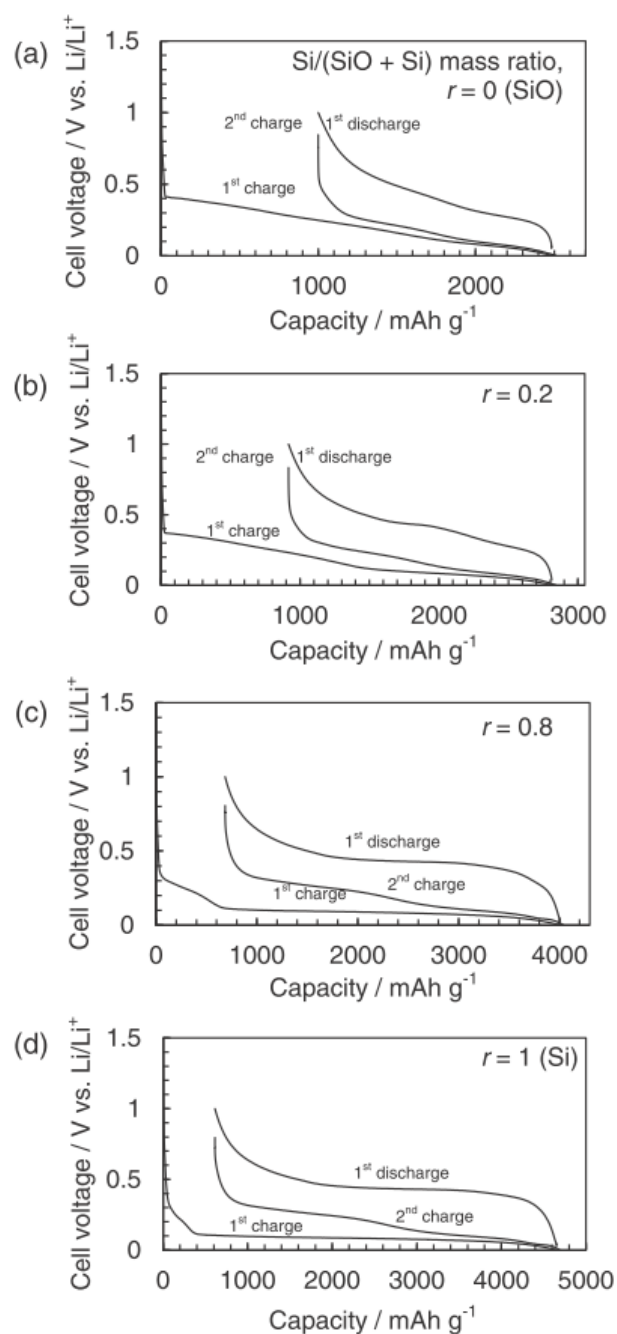 (a)
Cell voltage / V vs. Li/Li⁺
1.5
1
0.5
0
Si/(SiO + Si) mass ratio,
r = 0 (SiO)
2ⁿᵈ charge
1ˢᵗ discharge
1ˢᵗ charge
0 1000 2000
Capacity / mAh g⁻¹
(b)
Cell voltage / V vs. Li/Li⁺
1.5
1
0.5
0
r = 0.2
2ⁿᵈ charge
1ˢᵗ discharge
1ˢᵗ charge
0 1000 2000 3000
Capacity / mAh g⁻¹
(c)
Cell voltage / V vs. Li/Li⁺
1.5
1
0.5
0
r = 0.8
1ˢᵗ discharge
1ˢᵗ charge
2ⁿᵈ charge
0 1000 2000 3000 4000
Capacity / mAh g⁻¹
(d)
Cell voltage / V vs. Li/Li⁺
1.5
1
0.5
0
r = 1 (Si)
1ˢᵗ discharge
1ˢᵗ charge
2ⁿᵈ charge
0 1000 2000 3000 4000 5000
Capacity / mAh g⁻¹